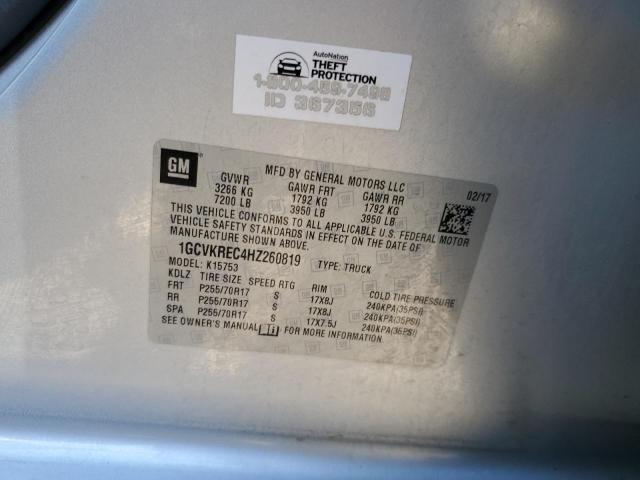 AutoNation
THEFT
PROTECTION
1-800-459-7498
ID 367356
GM
MFD BY GENERAL MOTORS LLC
02/17
GVWR GAWR FRT GAWR RR
3266 KG 1792 KG 1792 KG
7200 LB 3950 LB 3950 LB
THIS VEHICLE CONFORMS TO ALL APPLICABLE U.S. FEDERAL MOTOR
VEHICLE SAFETY STANDARDS IN EFFECT ON THE DATE OF
MANUFACTURE SHOWN ABOVE.
1GCVKREC4HZ260819 TYPE: TRUCK
MODEL: K15753
KDLZ TIRE SIZE SPEED RTG RIM COLD TIRE PRESSURE
FRT P255/70R17 S 17X8J 240KPA(35PSI)
RR P255/70R17 S 17X8J 240KPA(35PSI)
SPA P255/70R17 S 17X7.5J 240KPA(35PSI)
SEE OWNER'S MANUAL i FOR MORE INFORMATION.